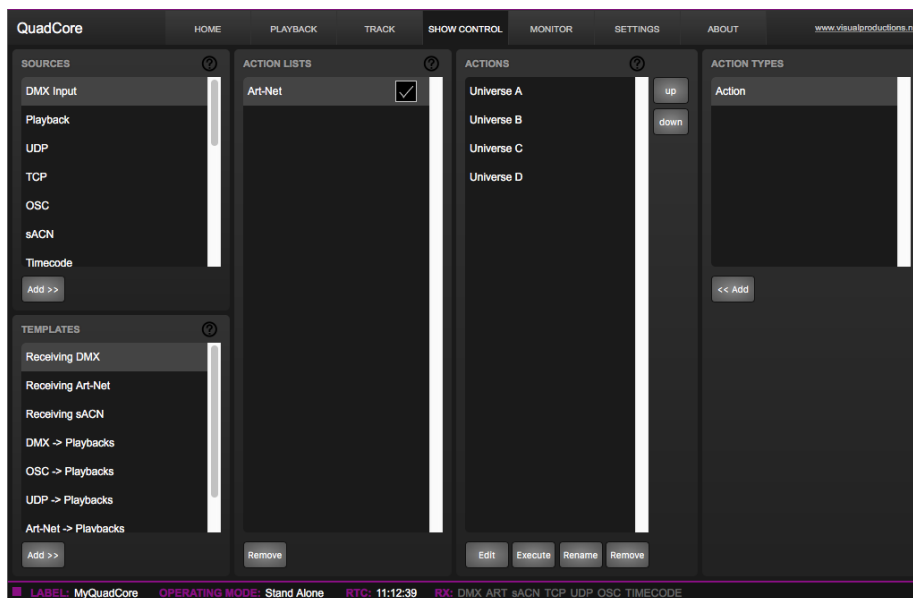 QuadCore
HOME
PLAYBACK
TRACK
SHOW CONTROL
MONITOR
SETTINGS
ABOUT
SOURCES
?
DMX Input
Playback
UDP
TCP
OSC
sACN
Timecode
Add >>
TEMPLATES
?
Receiving DMX
Receiving Art-Net
Receiving sACN
DMX -> Playbacks
OSC -> Playbacks
UDP -> Playbacks
Art-Net -> Playbacks
Add >>
ACTION LISTS
?
Art-Net
Remove
ACTIONS
?
Universe A
Universe B
Universe C
Universe D
up
down
Edit
Execute
Rename
Remove
ACTION TYPES
Action
<< Add
LABEL: MyQuadCore OPERATING MODE: Stand Alone RTC: 11:12:39 RX: DMX ART sACN TCP UDP OSC TIMECODE